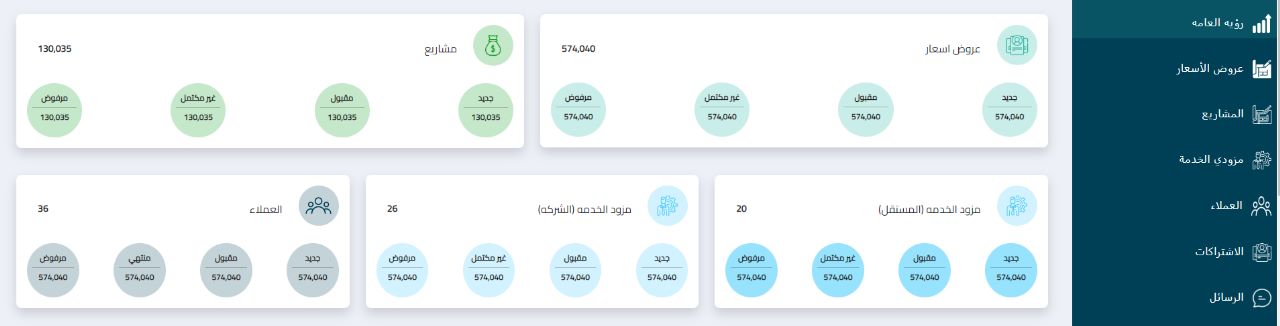 رؤيه العامه
عروض الأسعار
المشاريع
مزودي الخدمة
العملاء
الاشتراكات
الرسائل
عروض اسعار
574,040
جديد
574,040
مقبول
574,040
غير مكتمل
574,040
مرفوض
574,040
مشاريع
130,035
جديد
130,035
مقبول
130,035
غير مكتمل
130,035
مرفوض
130,035
مزود الخدمه (المستقل)
20
جديد
574,040
مقبول
574,040
غير مكتمل
574,040
مرفوض
574,040
مزود الخدمه (الشركه)
26
جديد
574,040
مقبول
574,040
غير مكتمل
574,040
مرفوض
574,040
العملاء
36
جديد
574,040
مقبول
574,040
منتهي
574,040
مرفوض
574,040